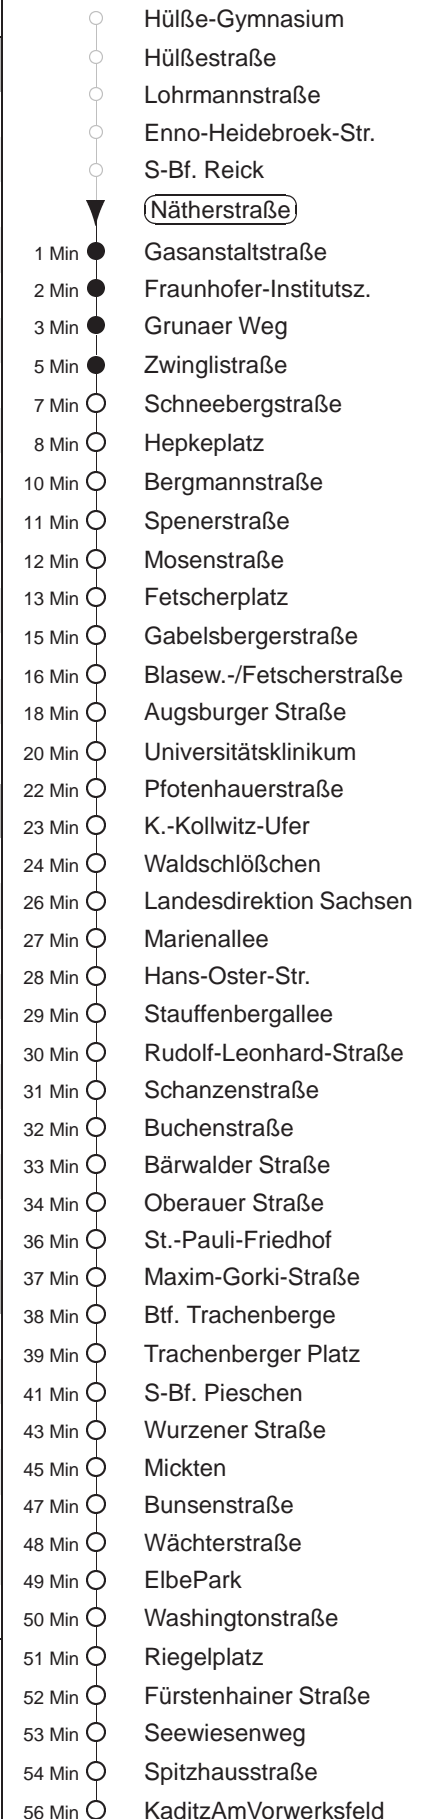 Hülße-Gymnasium
Hülßestraße
Lohrmannstraße
Enno-Heidebroek-Str.
S-Bf. Reick
Nätherstraße
1 Min Gasanstaltstraße
2 Min Fraunhofer-Institutsz.
3 Min Grunaer Weg
5 Min Zwinglistraße
7 Min Schneebergstraße
8 Min Hepkeplatz
10 Min Bergmannstraße
11 Min Spenerstraße
12 Min Mosenstraße
13 Min Fetscherplatz
15 Min Gabelsbergerstraße
16 Min Blasew.-/Fetscherstraße
18 Min Augsburger Straße
20 Min Universitätsklinikum
22 Min Pfotenhauerstraße
23 Min K.-Kollwitz-Ufer
24 Min Waldschlößchen
26 Min Landesdirektion Sachsen
27 Min Marienallee
28 Min Hans-Oster-Str.
29 Min Stauffenbergallee
30 Min Rudolf-Leonhard-Straße
31 Min Schanzenstraße
32 Min Buchenstraße
33 Min Bärwalder Straße
34 Min Oberauer Straße
36 Min St.-Pauli-Friedhof
37 Min Maxim-Gorki-Straße
38 Min Btf. Trachenberge
39 Min Trachenberger Platz
41 Min S-Bf. Pieschen
43 Min Wurzener Straße
45 Min Mickten
47 Min Bunsenstraße
48 Min Wächterstraße
49 Min ElbePark
50 Min Washingtonstraße
51 Min Riegelplatz
52 Min Fürstenhainer Straße
53 Min Seewiesenweg
54 Min Spitzhausstraße
56 Min KaditzAmVorwerksfeld